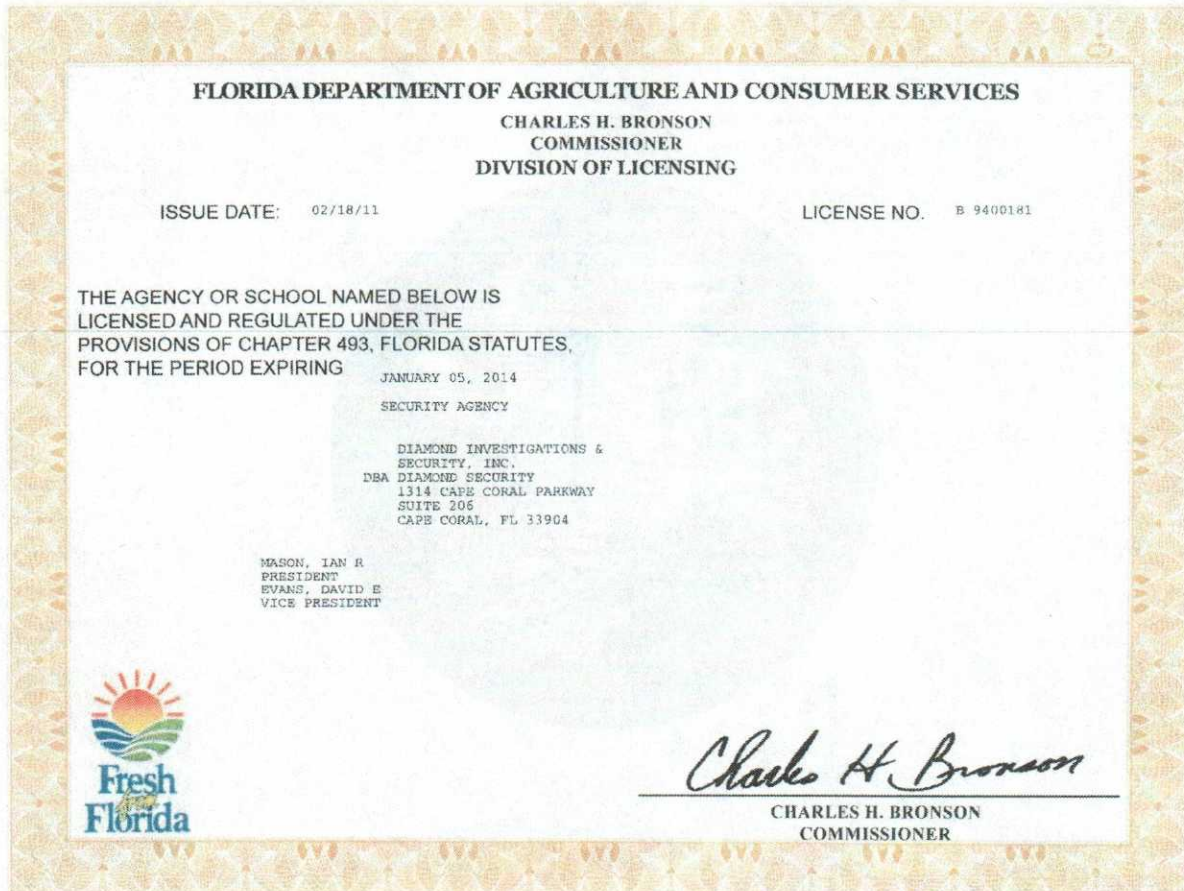 FLORIDA DEPARTMENT OF AGRICULTURE AND CONSUMER SERVICES
CHARLES H. BRONSON
COMMISSIONER
DIVISION OF LICENSING
ISSUE DATE: 02/18/11 LICENSE NO. B 9400181
THE AGENCY OR SCHOOL NAMED BELOW IS
LICENSED AND REGULATED UNDER THE
PROVISIONS OF CHAPTER 493, FLORIDA STATUTES,
FOR THE PERIOD EXPIRING JANUARY 05, 2014
SECURITY AGENCY
DIAMOND INVESTIGATIONS &
SECURITY, INC.
DBA DIAMOND SECURITY
1314 CAPE CORAL PARKWAY
SUITE 206
CAPE CORAL, FL 33904
MASON, IAN R
PRESIDENT
EVANS, DAVID E
VICE PRESIDENT
Fresh
from
Florida
Charles H. Bronson
CHARLES H. BRONSON
COMMISSIONER